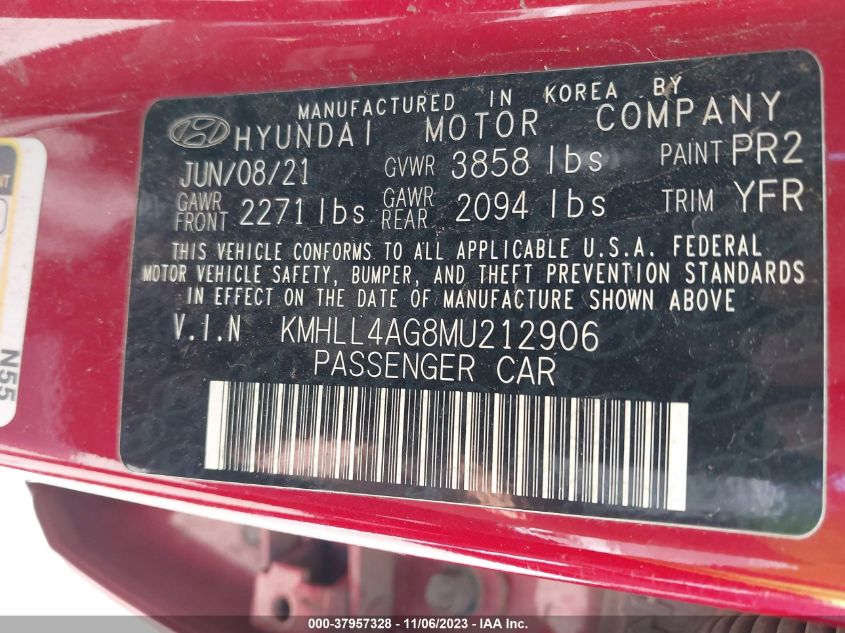 MANUFACTURED IN KOREA BY
HYUNDAI MOTOR COMPANY
JUN/08/21 GVWR 3858 lbs PAINT PR2
GAWR FRONT 2271 lbs GAWR REAR 2094 lbs TRIM YFR
THIS VEHICLE CONFORMS TO ALL APPLICABLE U.S.A. FEDERAL
MOTOR VEHICLE SAFETY, BUMPER, AND THEFT PREVENTION STANDARDS
IN EFFECT ON THE DATE OF MANUFACTURE SHOWN ABOVE
V.I.N KMHLL4AG8MU212906
PASSENGER CAR
N55
000-37957328 - 11/06/2023 - IAA Inc.